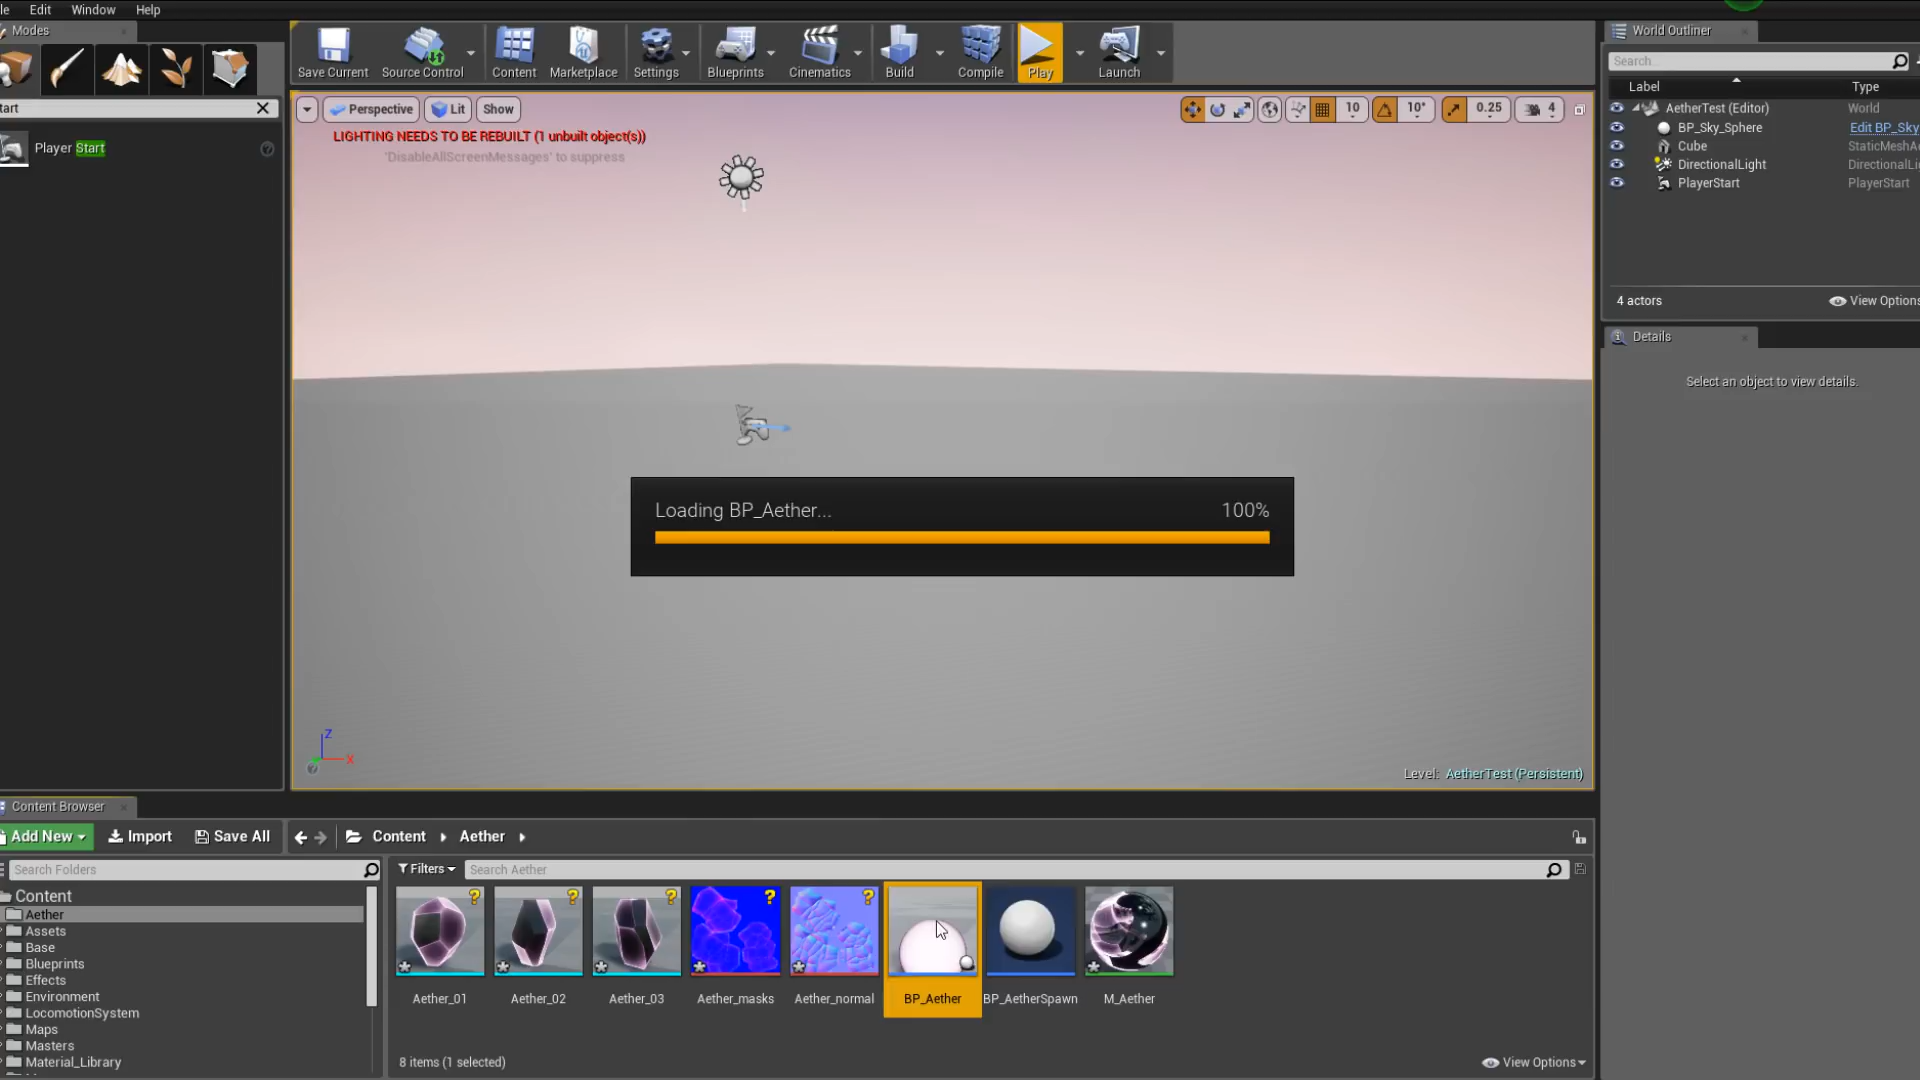 le Edit Window Help
Modes
tart
Player Start
Save Current
Source Control
Content
Marketplace
Settings
Blueprints
Cinematics
Build
Compile
Play
Launch
Perspective Lit Show
10 10° 0.25 4
LIGHTING NEEDS TO BE REBUILT (1 unbuilt object(s))
'DisableAllScreenMessages' to suppress
Loading BP_Aether... 100%
Z
X
Level: AetherTest (Persistent)
World Outliner
Search...
Label Type
AetherTest (Editor) World
BP_Sky_Sphere Edit BP_Sky
Cube StaticMeshA
DirectionalLight DirectionalLi
PlayerStart PlayerStart
4 actors View Options
Details
Select an object to view details.
Content Browser
Add New Import Save All Content Aether
Search Folders
Filters Search Aether
Content
Aether
Assets
Base
Blueprints
Effects
Environment
LocomotionSystem
Maps
Masters
Material_Library
Aether_01
Aether_02
Aether_03
Aether_masks
Aether_normal
BP_Aether
BP_AetherSpawn
M_Aether
8 items (1 selected) View Options